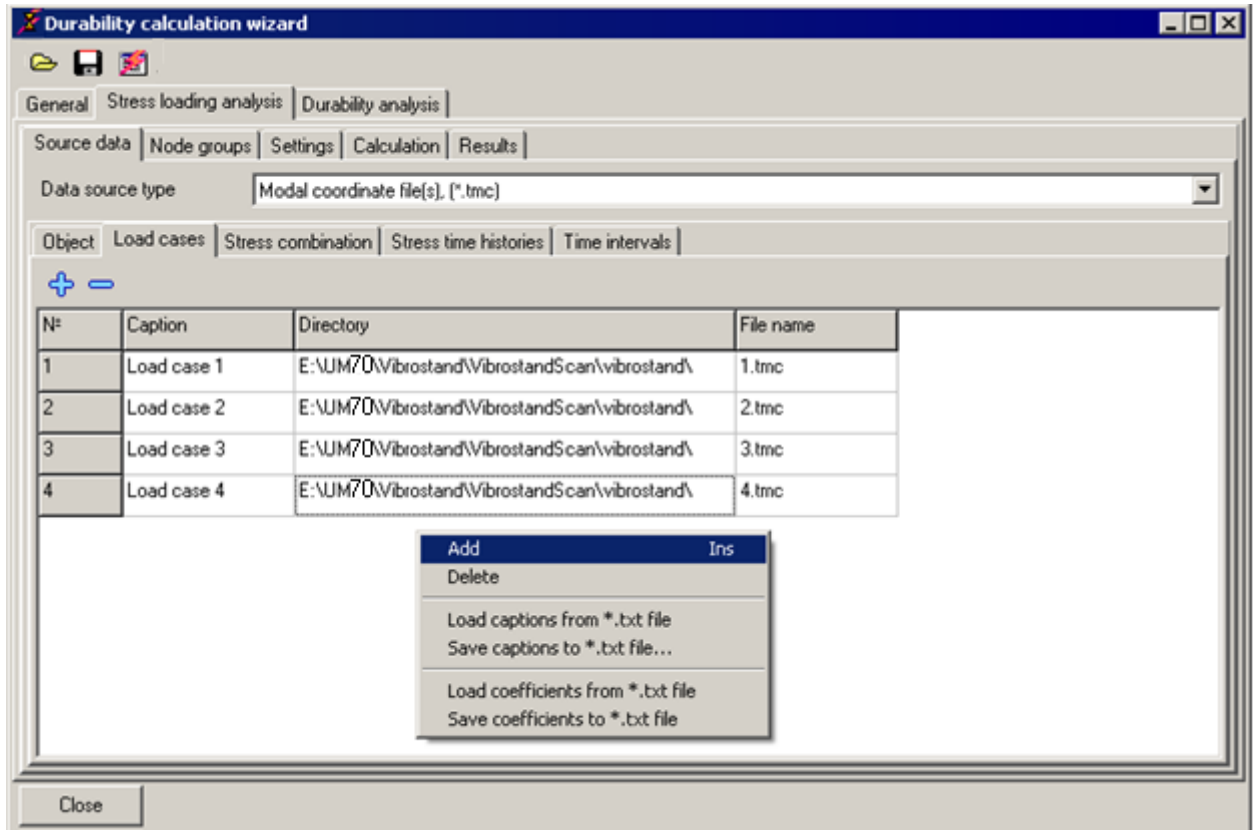 Durability calculation wizard
General Stress loading analysis Durability analysis
Source data Node groups Settings Calculation Results
Data source type Modal coordinate file(s), (*.tmc)
Object Load cases Stress combination Stress time histories Time intervals
№ Caption Directory File name
1 Load case 1 E:\UM70\Vibrostand\VibrostandScan\vibrostand\ 1.tmc
2 Load case 2 E:\UM70\Vibrostand\VibrostandScan\vibrostand\ 2.tmc
3 Load case 3 E:\UM70\Vibrostand\VibrostandScan\vibrostand\ 3.tmc
4 Load case 4 E:\UM70\Vibrostand\VibrostandScan\vibrostand\ 4.tmc
Add Ins
Delete
Load captions from *.txt file
Save captions to *.txt file...
Load coefficients from *.txt file
Save coefficients to *.txt file
Close